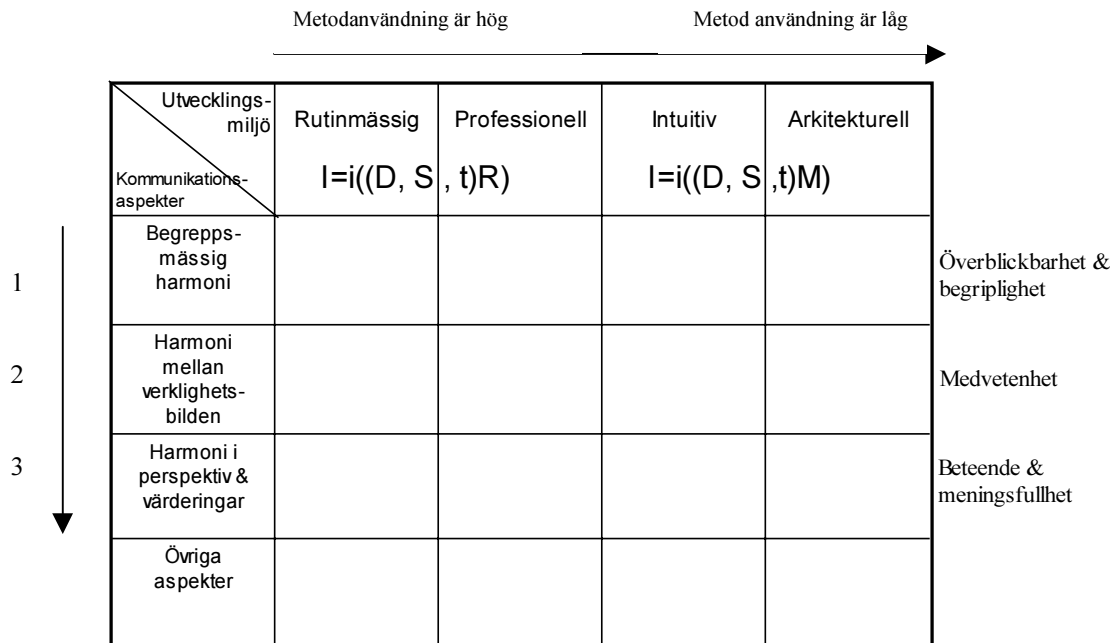 Metodanvändning är hög
Metod användning är låg
Utvecklings-
miljö
Kommunikations-
aspekter
Rutinmässig
Professionell
Intuitiv
Arkitekturell
I=i((D, S , t)R)
I=i((D, S ,t)M)
1
Begrepps-
mässig
harmoni
Överblickbarhet &
begriplighet
2
Harmoni
mellan
verklighets-
bilden
Medvetenhet
3
Harmoni i
perspektiv &
värderingar
Beteende &
meningsfullhet
Övriga
aspekter